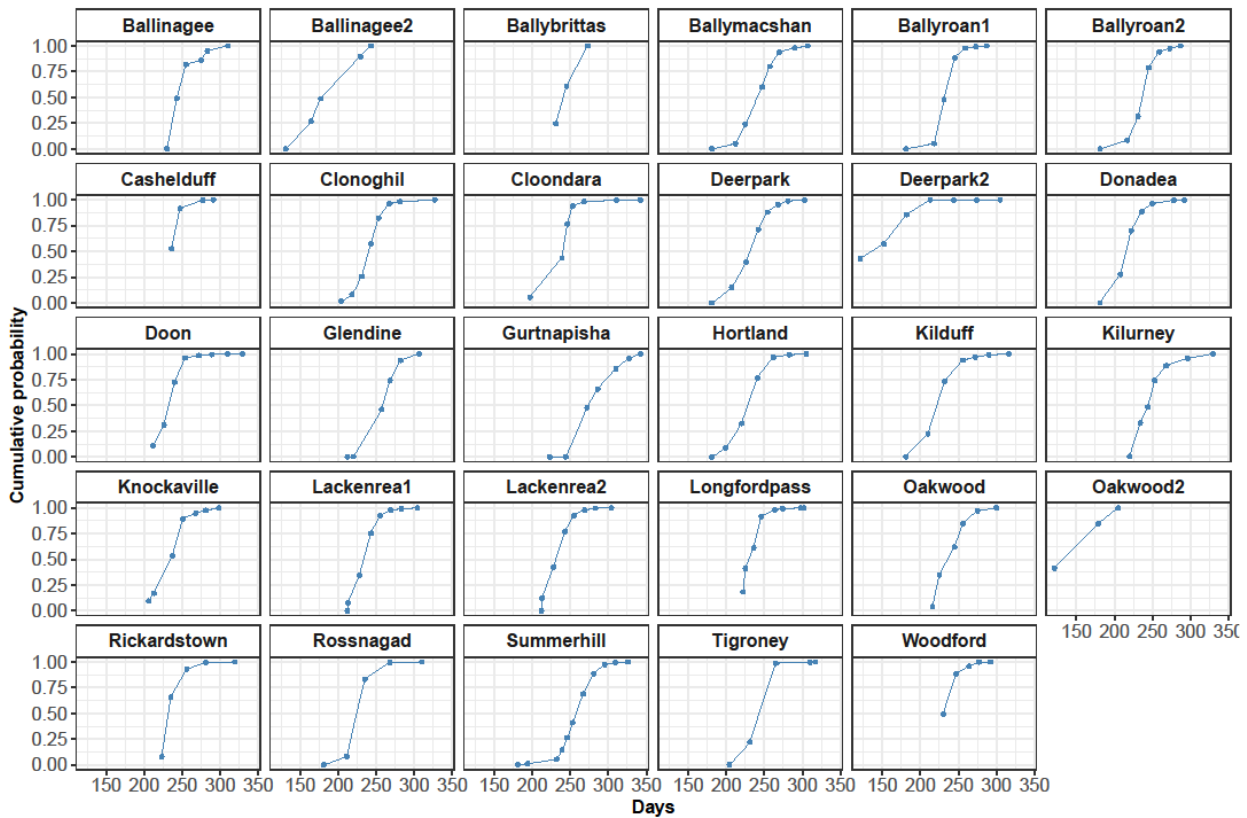 Ballinagee Ballinagee2 Ballybrittas Ballymacshan Ballyroan1 Ballyroan2
1.00
0.75
0.50
0.25
0.00
Cashelduff Clonoghil Cloondara Deerpark Deerpark2 Donadea
1.00
0.75
0.50
0.25
0.00
Doon Glendine Gurtnapisha Hortland Kilduff Kilurney
1.00
0.75
0.50
0.25
0.00
Knockaville Lackenrea1 Lackenrea2 Longfordpass Oakwood Oakwood2
1.00
0.75
0.50
0.25
0.00
150 200 250 300 350
Rickardstown Rossnagad Summerhill Tigroney Woodford
1.00
0.75
0.50
0.25
0.00
150 200 250 300 350 150 200 250 300 350 150 200 250 300 350 150 200 250 300 350 150 200 250 300 350
Days
Cumulative probability